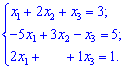 x₁ + 2x₂ + x₃ = 3;
-5x₁ + 3x₂ - x₃ = 5;
2x₁ + + 1x₃ = 1.